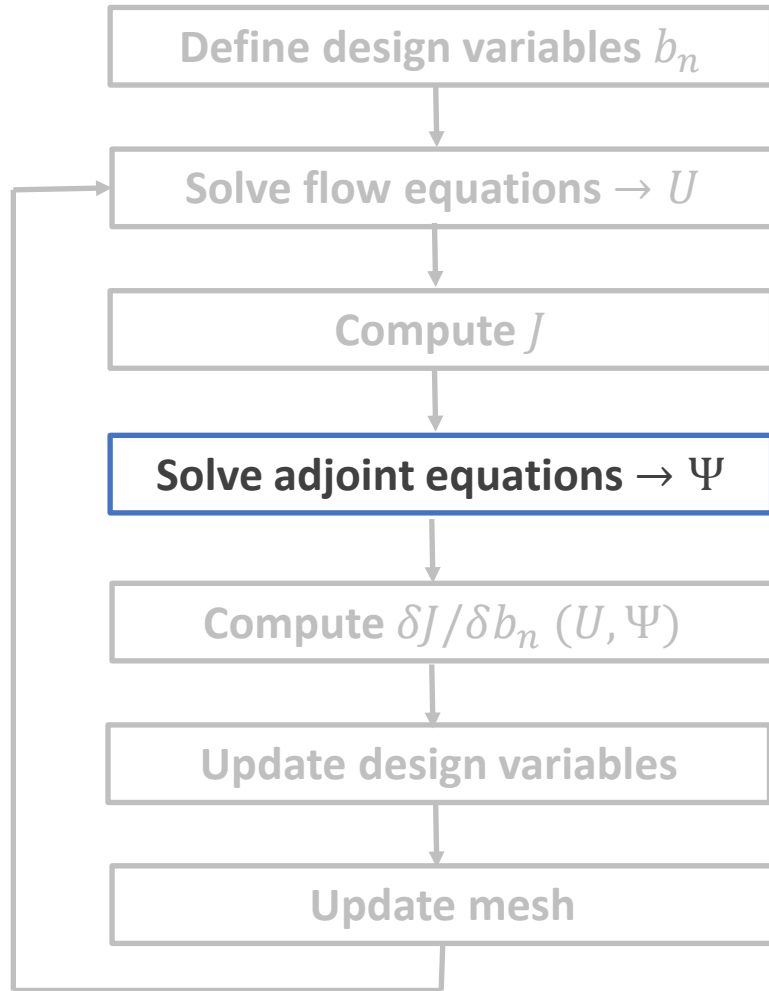 Define design variables bₙ
Solve flow equations → U
Compute J
Solve adjoint equations → Ψ
Compute δJ/δbₙ (U, Ψ)
Update design variables
Update mesh